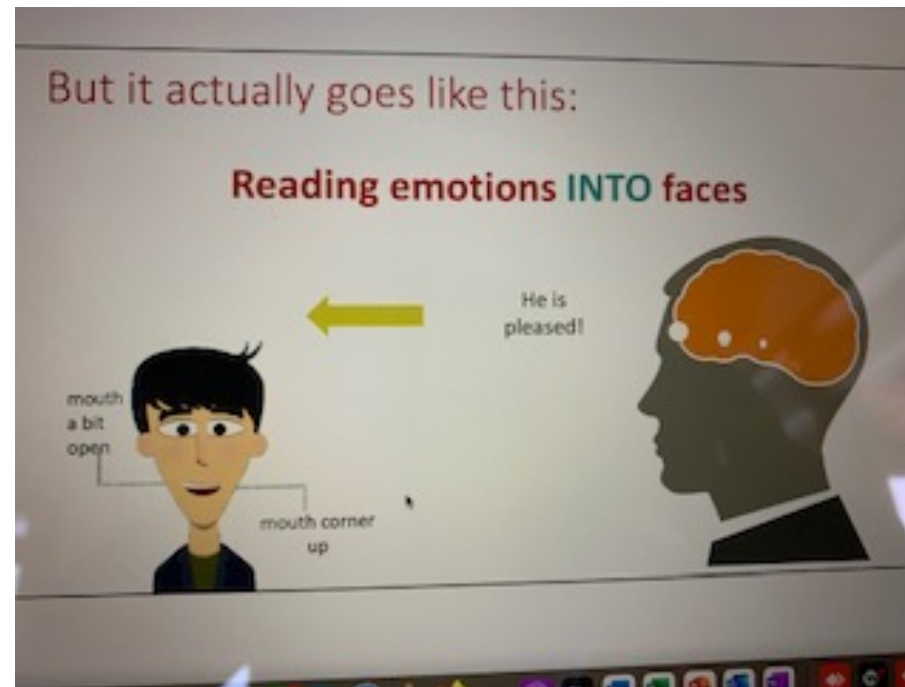 But it actually goes like this:
Reading emotions INTO faces
He is
pleased!
mouth
a bit
open
mouth corner
up